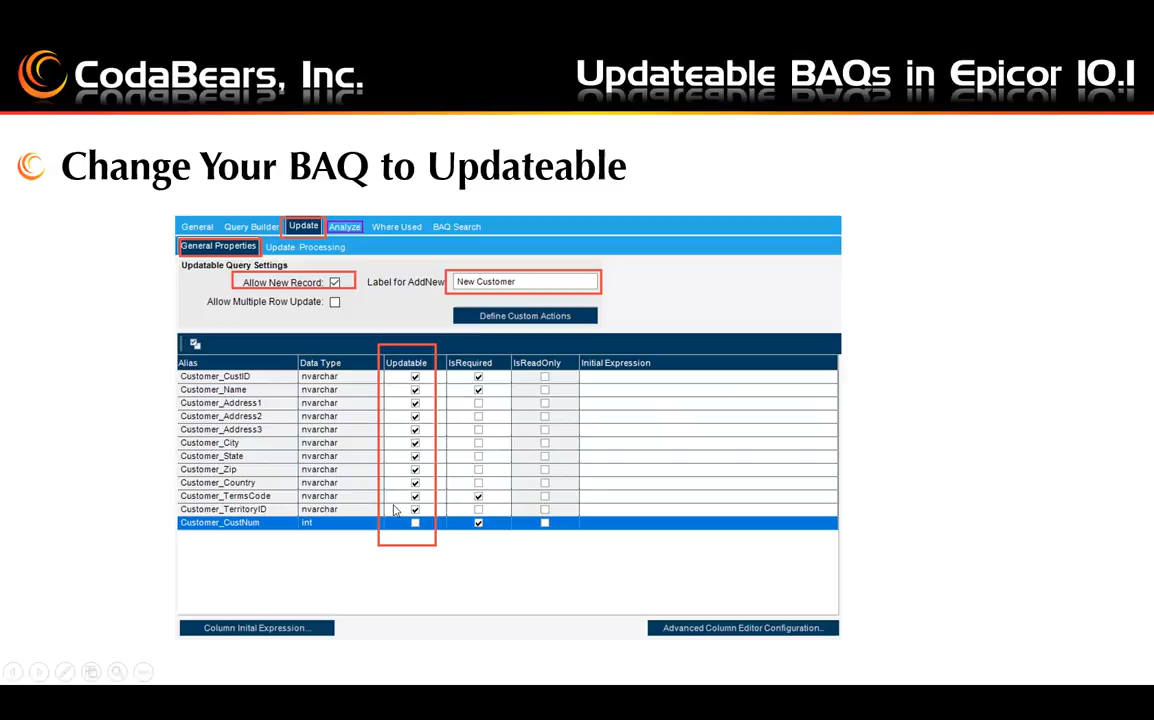 CodaBears, Inc.
Updateable BAQs in Epicor 10.1
Change Your BAQ to Updateable
General Query Builder Update Analyze Where Used BAQ Search
General Properties Update Processing
Updatable Query Settings
Allow New Record: Label for AddNew New Customer
Allow Multiple Row Update:
Define Custom Actions
Alias Data Type Updatable IsRequired IsReadOnly Initial Expression
Customer_CustID nvarchar
Customer_Name nvarchar
Customer_Address1 nvarchar
Customer_Address2 nvarchar
Customer_Address3 nvarchar
Customer_City nvarchar
Customer_State nvarchar
Customer_Zip nvarchar
Customer_Country nvarchar
Customer_TermsCode nvarchar
Customer_TerritoryID nvarchar
Customer_CustNum int
Column Inital Expression... Advanced Column Editor Configuration...